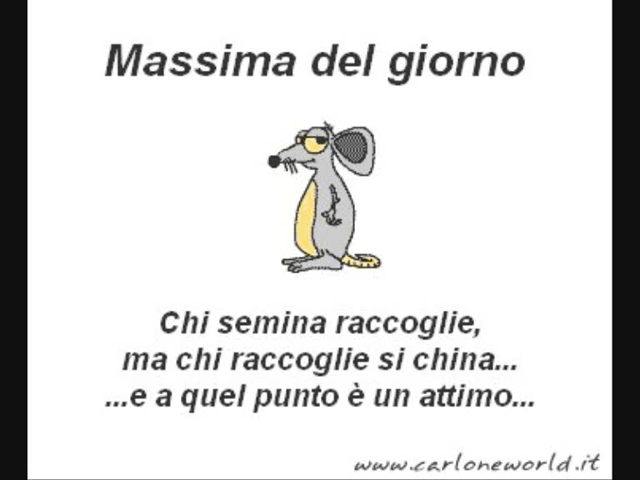 Massima del giorno
Chi semina raccoglie,
ma chi raccoglie si china...
...e a quel punto è un attimo...
www.carloneworld.it